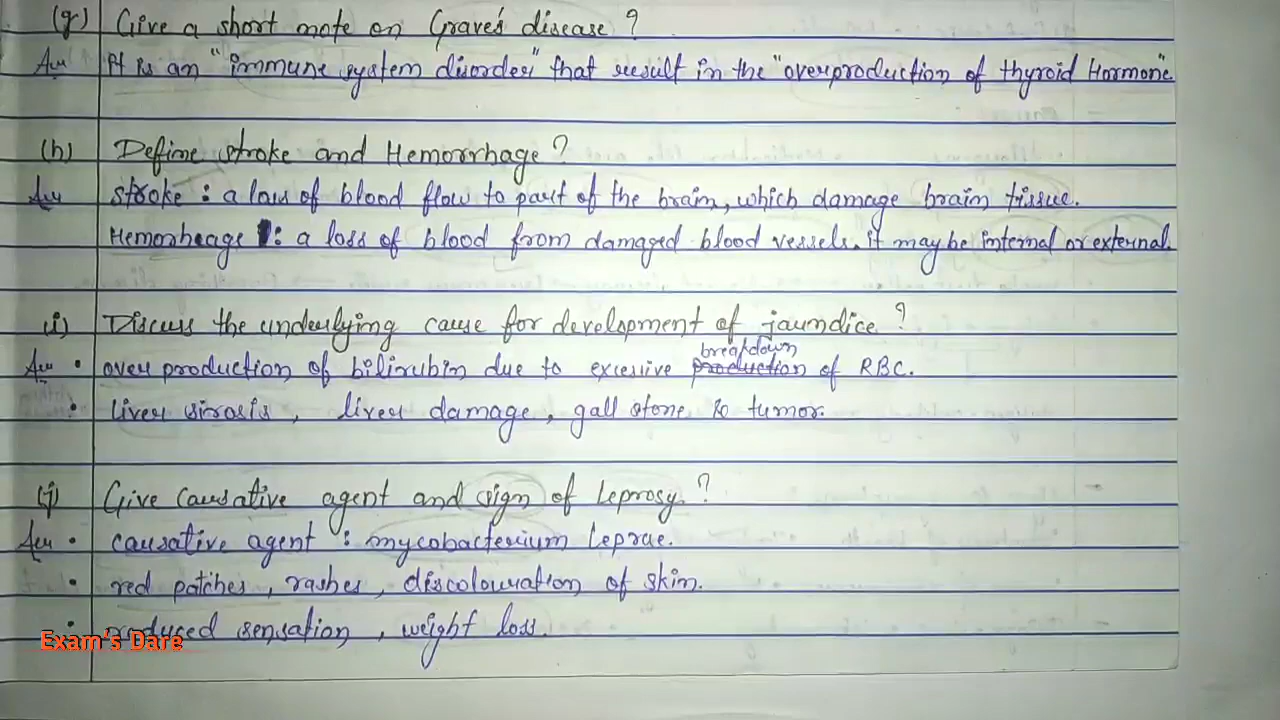 (g) Give a short note on Grave's disease ?
Ans It is an "immune system disorder" that result in the "overproduction of thyroid Hormone"
(h) Define stroke and Hemorrhage ?
Ans stroke : a loss of blood flow to part of the brain, which damage brain tissue.
Hemorrheage : a loss of blood from damaged blood vessels. it may be internal or external.
(i) Discuss the underlying cause for development of jaundice ?
breakdown
Ans • over production of bilirubin due to excessive production of RBC.
• liver sirosis, liver damage, gall stone & tumor.
(j) Give causative agent and sign of Leprosy. ?
Ans • causative agent : mycobacterium Leprae.
• red patches, rashes, discolouration of skin.
• sensation, weight loss.
Exam's Dare